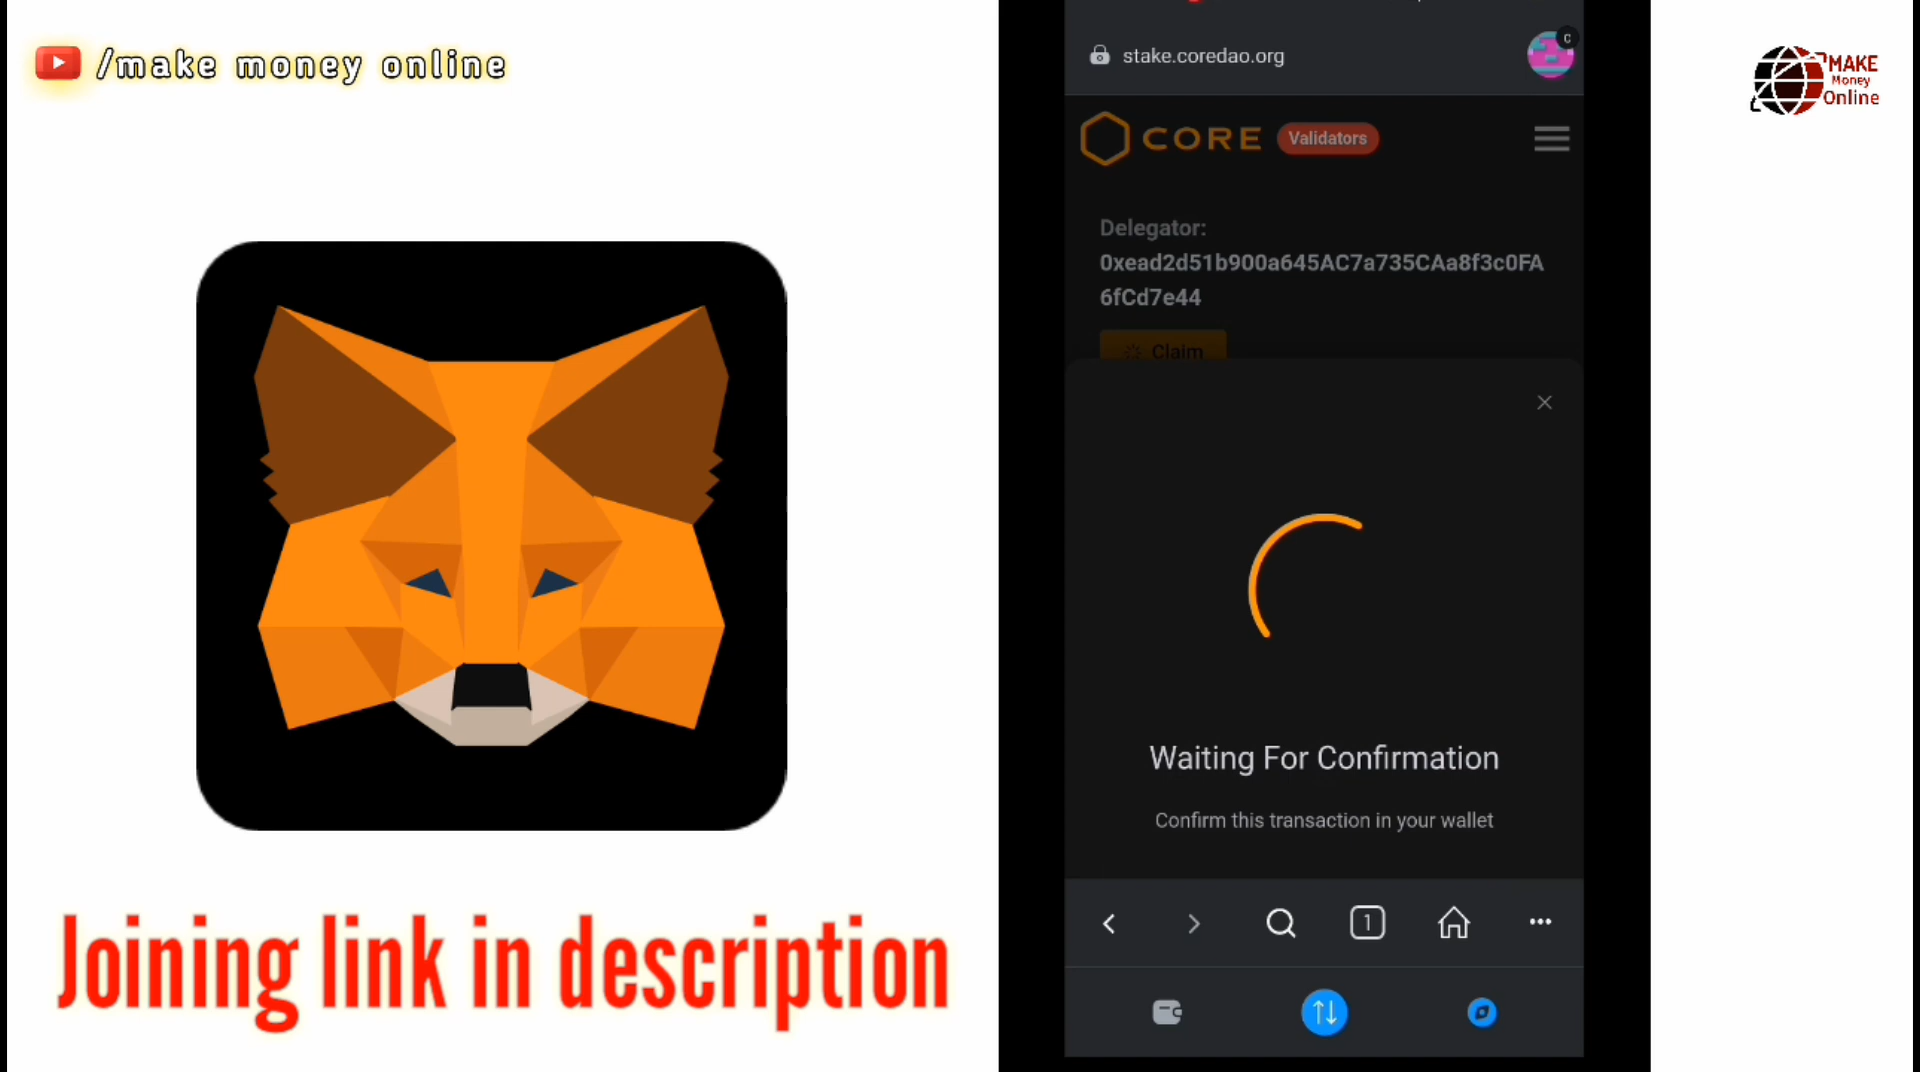 /make money online
MAKE
Money
Online
stake.coredao.org
C
CORE Validators
Delegator:
0xead2d51b900a645AC7a735CAa8f3c0FA
6fCd7e44
Claim
Waiting For Confirmation
Confirm this transaction in your wallet
1
Joining link in description